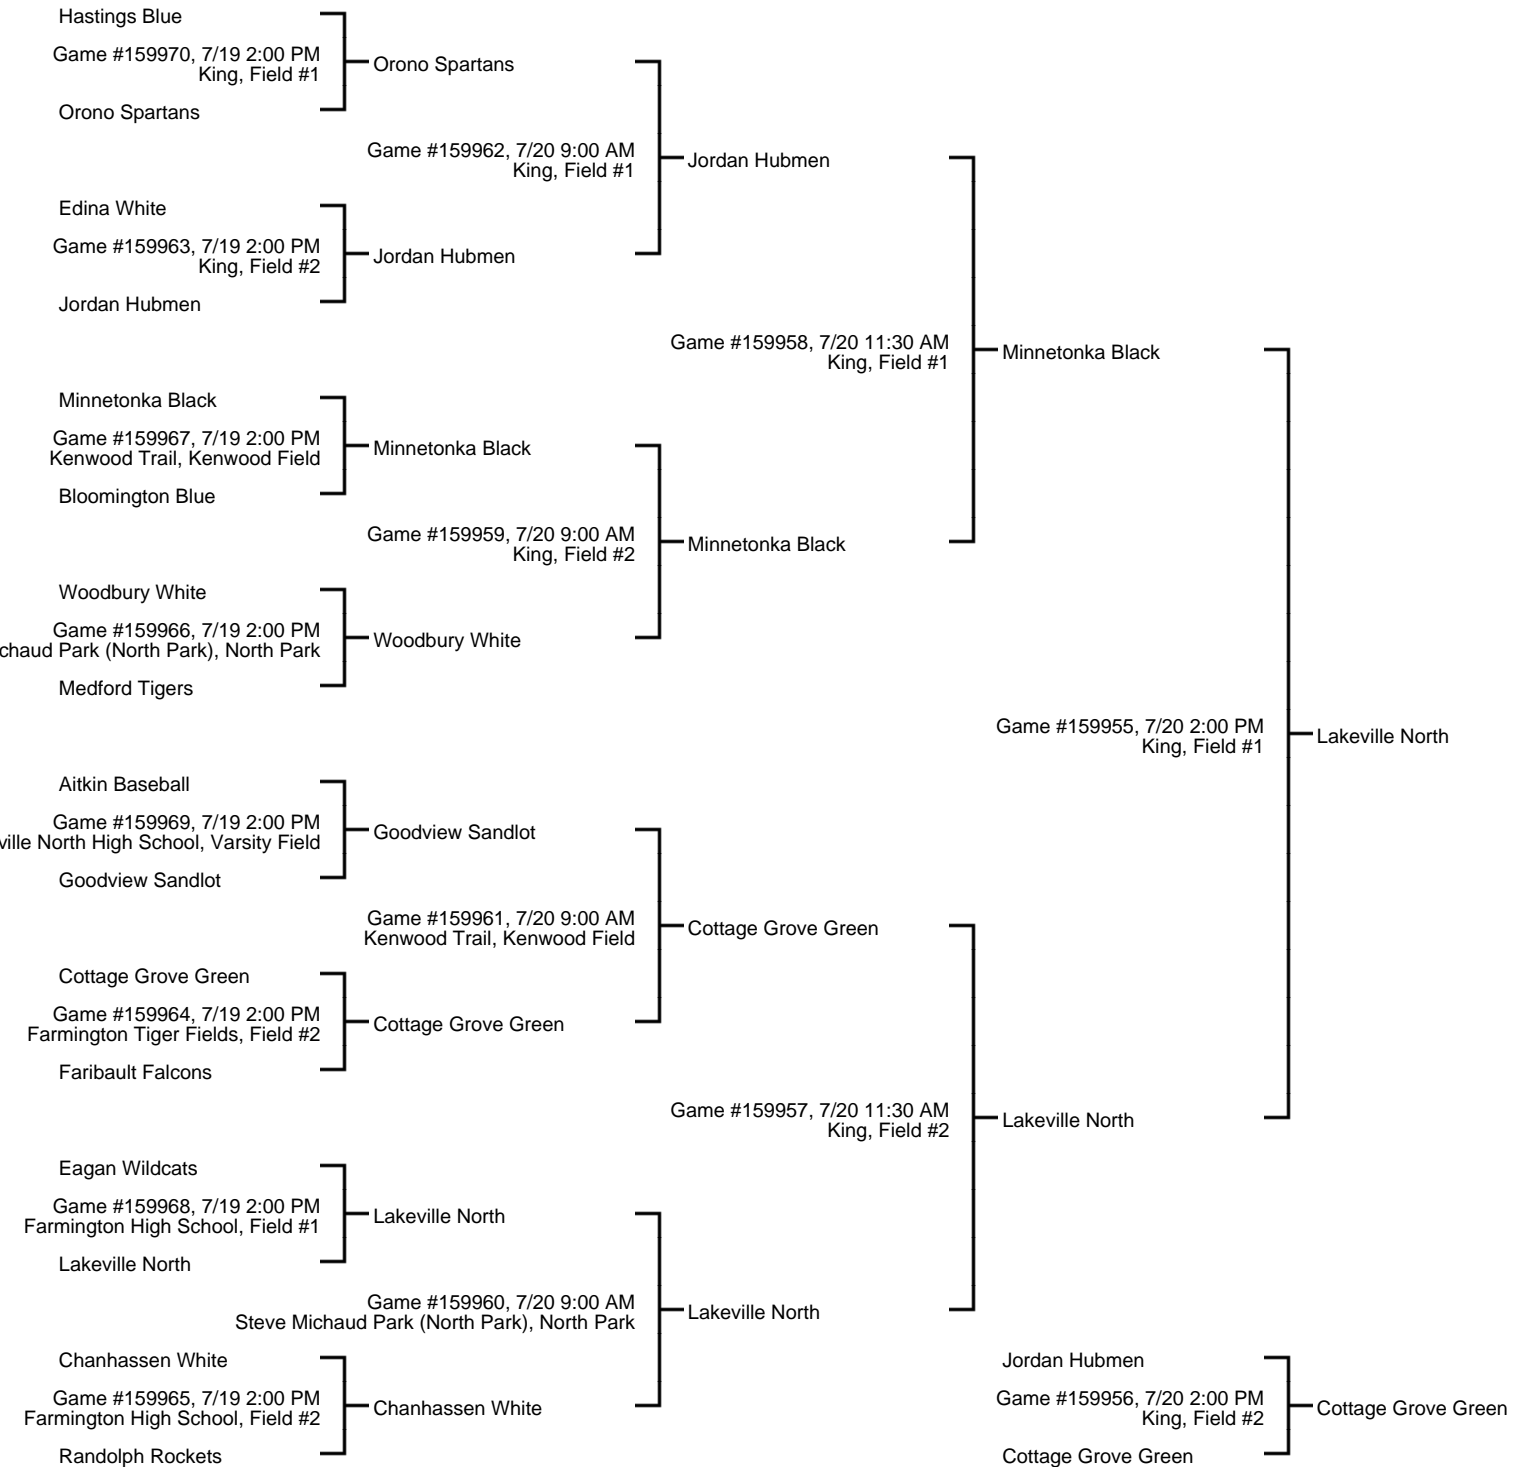 Hastings Blue
Game #159970, 7/19 2:00 PM
King, Field #1
Orono Spartans
Orono Spartans
Game #159962, 7/20 9:00 AM
King, Field #1
Jordan Hubmen
Edina White
Game #159963, 7/19 2:00 PM
King, Field #2
Jordan Hubmen
Jordan Hubmen
Game #159958, 7/20 11:30 AM
King, Field #1
Minnetonka Black
Minnetonka Black
Game #159967, 7/19 2:00 PM
Kenwood Trail, Kenwood Field
Minnetonka Black
Bloomington Blue
Game #159959, 7/20 9:00 AM
King, Field #2
Minnetonka Black
Woodbury White
Game #159966, 7/19 2:00 PM
chaud Park (North Park), North Park
Woodbury White
Medford Tigers
Game #159955, 7/20 2:00 PM
King, Field #1
Lakeville North
Aitkin Baseball
Game #159969, 7/19 2:00 PM
ville North High School, Varsity Field
Goodview Sandlot
Goodview Sandlot
Game #159961, 7/20 9:00 AM
Kenwood Trail, Kenwood Field
Cottage Grove Green
Cottage Grove Green
Game #159964, 7/19 2:00 PM
Farmington Tiger Fields, Field #2
Cottage Grove Green
Faribault Falcons
Game #159957, 7/20 11:30 AM
King, Field #2
Lakeville North
Eagan Wildcats
Game #159968, 7/19 2:00 PM
Farmington High School, Field #1
Lakeville North
Lakeville North
Game #159960, 7/20 9:00 AM
Steve Michaud Park (North Park), North Park
Lakeville North
Chanhassen White
Game #159965, 7/19 2:00 PM
Farmington High School, Field #2
Chanhassen White
Randolph Rockets
Jordan Hubmen
Game #159956, 7/20 2:00 PM
King, Field #2
Cottage Grove Green
Cottage Grove Green